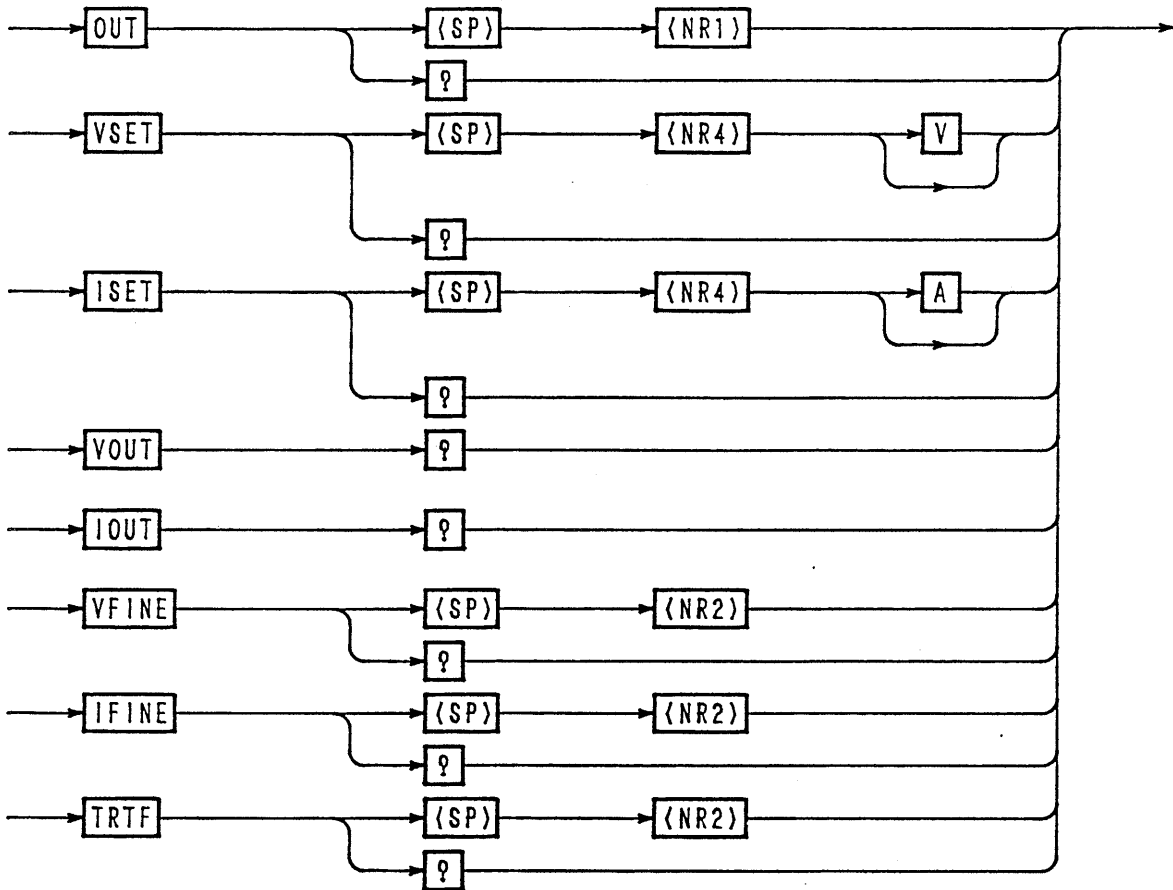 OUT ⟨SP⟩ ⟨NR1⟩
?
VSET ⟨SP⟩ ⟨NR4⟩ V
?
ISET ⟨SP⟩ ⟨NR4⟩ A
?
VOUT ?
IOUT ?
VFINE ⟨SP⟩ ⟨NR2⟩
?
IFINE ⟨SP⟩ ⟨NR2⟩
?
TRTF ⟨SP⟩ ⟨NR2⟩
?